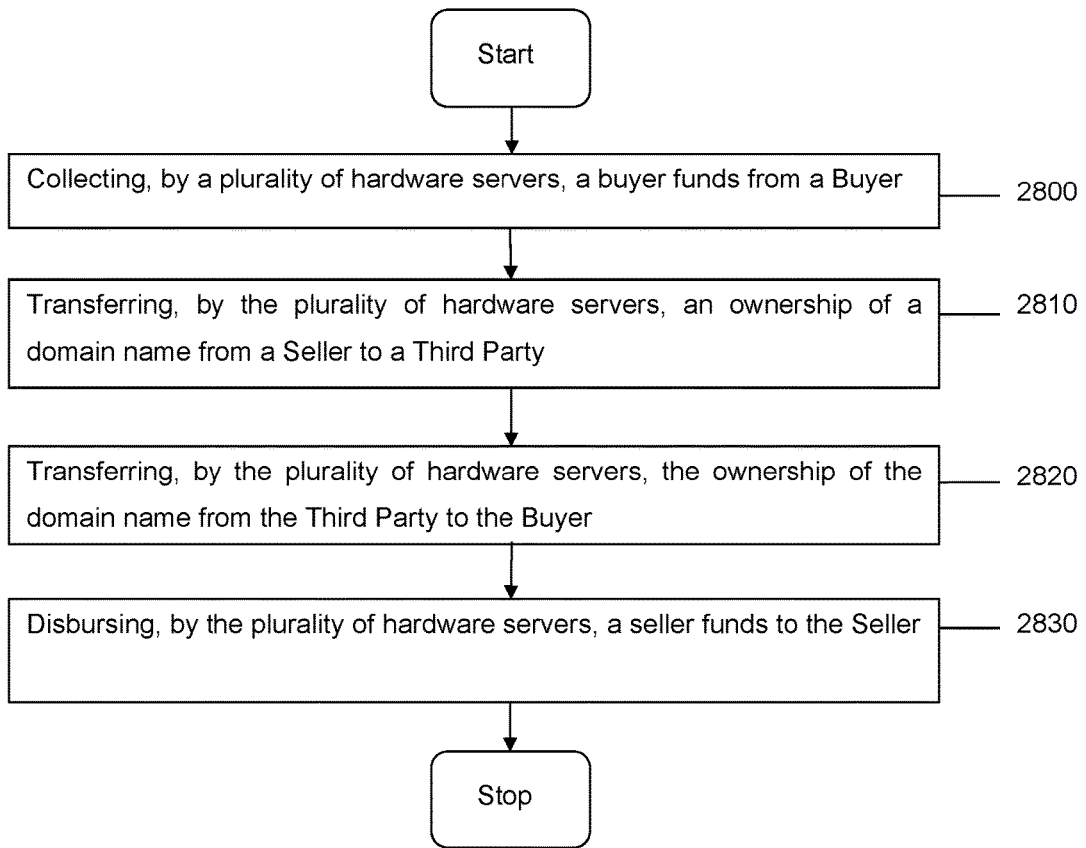 Start
Collecting, by a plurality of hardware servers, a buyer funds from a Buyer
2800
Transferring, by the plurality of hardware servers, an ownership of a
domain name from a Seller to a Third Party
2810
Transferring, by the plurality of hardware servers, the ownership of the
domain name from the Third Party to the Buyer
2820
Disbursing, by the plurality of hardware servers, a seller funds to the Seller
2830
Stop